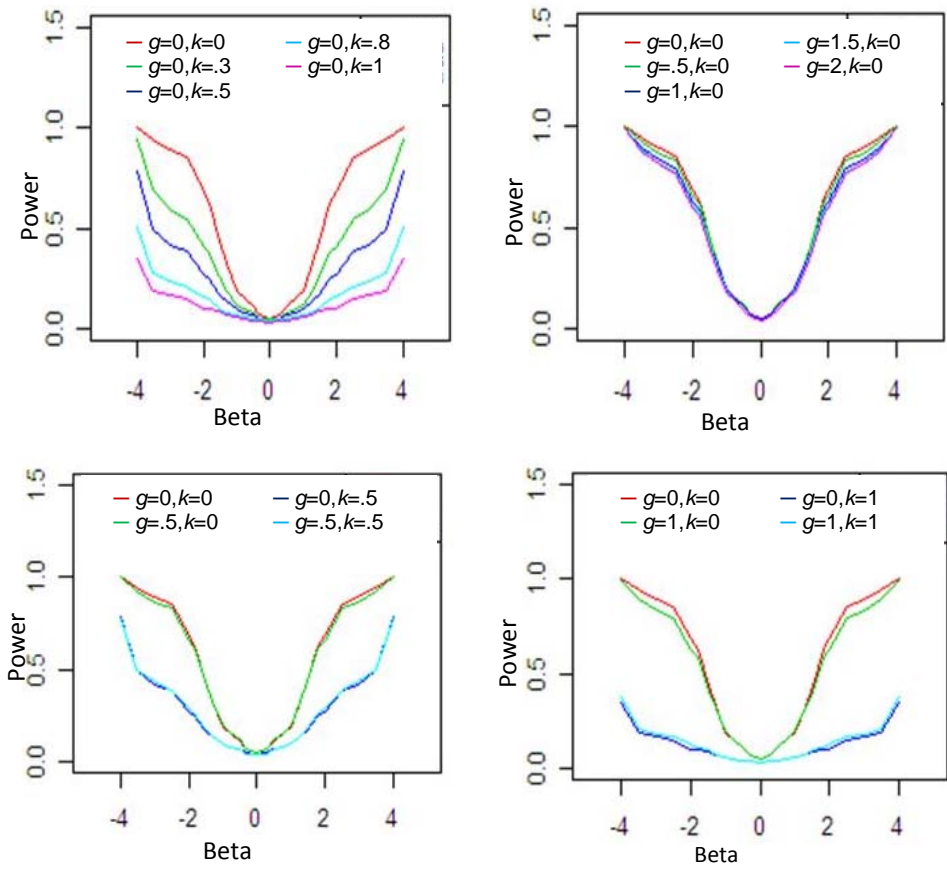 1.5
g=0,k=0 g=0,k=.8
g=0,k=.3 g=0,k=1
g=0,k=.5
1.0
Power
0.5
0.0
-4 -2 0 2 4
Beta
1.5
g=0,k=0 g=1.5,k=0
g=.5,k=0 g=2,k=0
g=1,k=0
1.0
Power
0.5
0.0
-4 -2 0 2 4
Beta
1.5
g=0,k=0 g=0,k=.5
g=.5,k=0 g=.5,k=.5
1.0
Power
0.5
0.0
-4 -2 0 2 4
Beta
1.5
g=0,k=0 g=0,k=1
g=1,k=0 g=1,k=1
1.0
Power
0.5
0.0
-4 -2 0 2 4
Beta